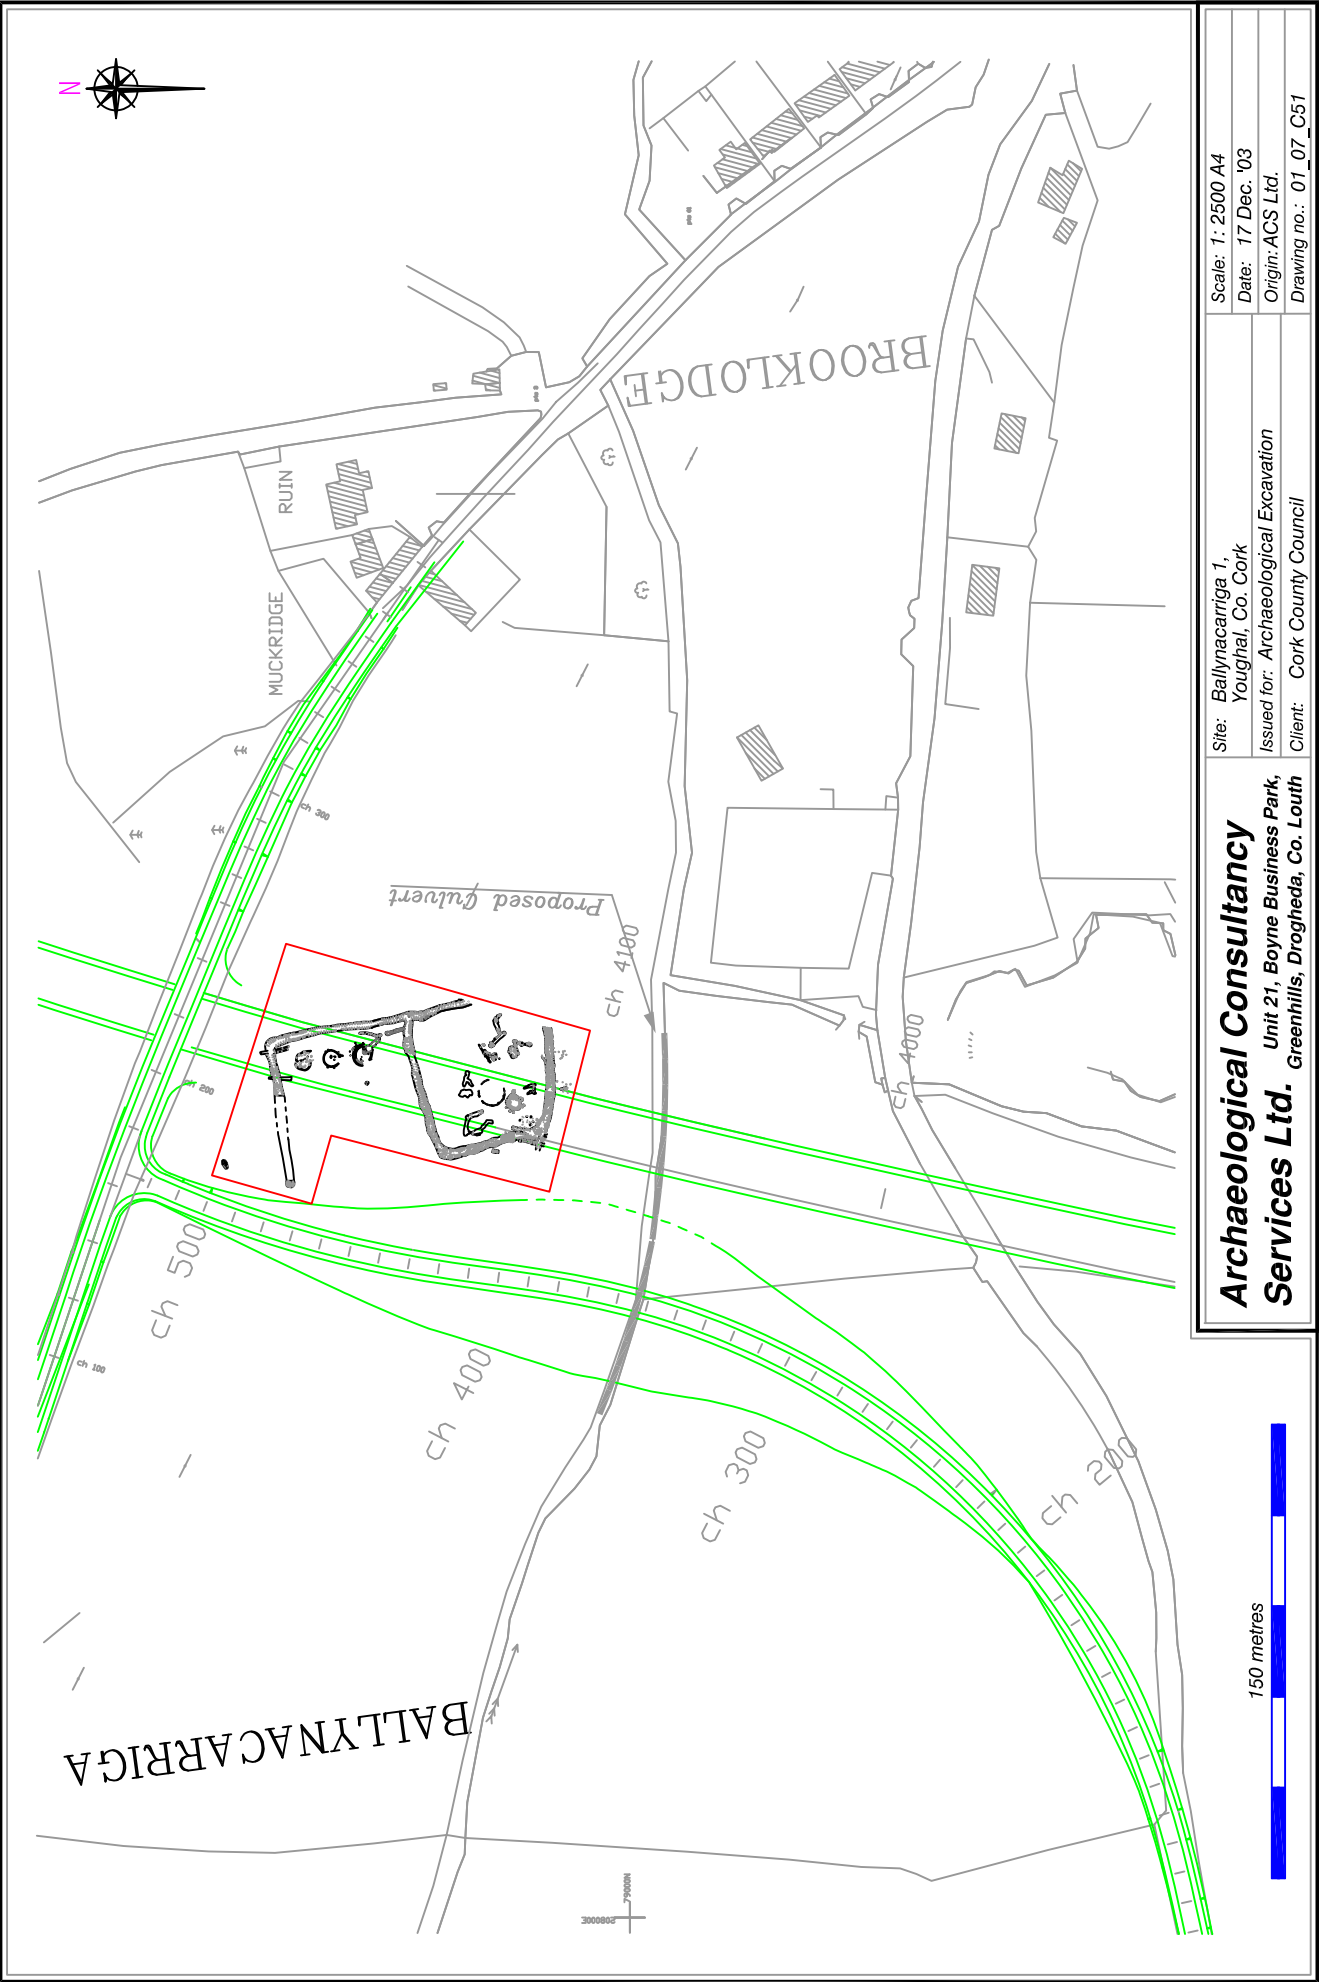 N
BROOKLODGE
RUIN
MUCKRIDGE
ch 300
Proposed Culvert
ch 4100
ch 4000
ch 200
ch 500
ch 100
ch 400
ch 300
ch 200
BALLYNACARRIGA
79000N
150 metres
Archaeological Consultancy
Services Ltd.
Unit 21, Boyne Business Park,
Greenhills, Drogheda, Co. Louth
Site: Ballynacarriga 1,
Youghal, Co. Cork
Issued for: Archaeological Excavation
Client: Cork County Council
Scale: 1: 2500 A4
Date: 17 Dec. '03
Origin: ACS Ltd.
Drawing no.: 01_07_C51